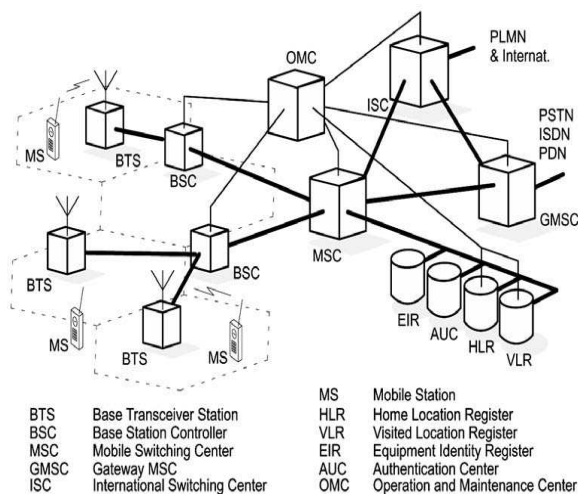 PLMN
& Internat.
OMC
ISC
PSTN
ISDN
PDN
MS
BTS
BSC
GMSC
MSC
BTS
BSC
EIR
AUC
HLR
VLR
MS
BTS
MS
MS Mobile Station
BTS Base Transceiver Station
HLR Home Location Register
BSC Base Station Controller
VLR Visited Location Register
MSC Mobile Switching Center
EIR Equipment Identity Register
GMSC Gateway MSC
AUC Authentication Center
ISC International Switching Center
OMC Operation and Maintenance Center